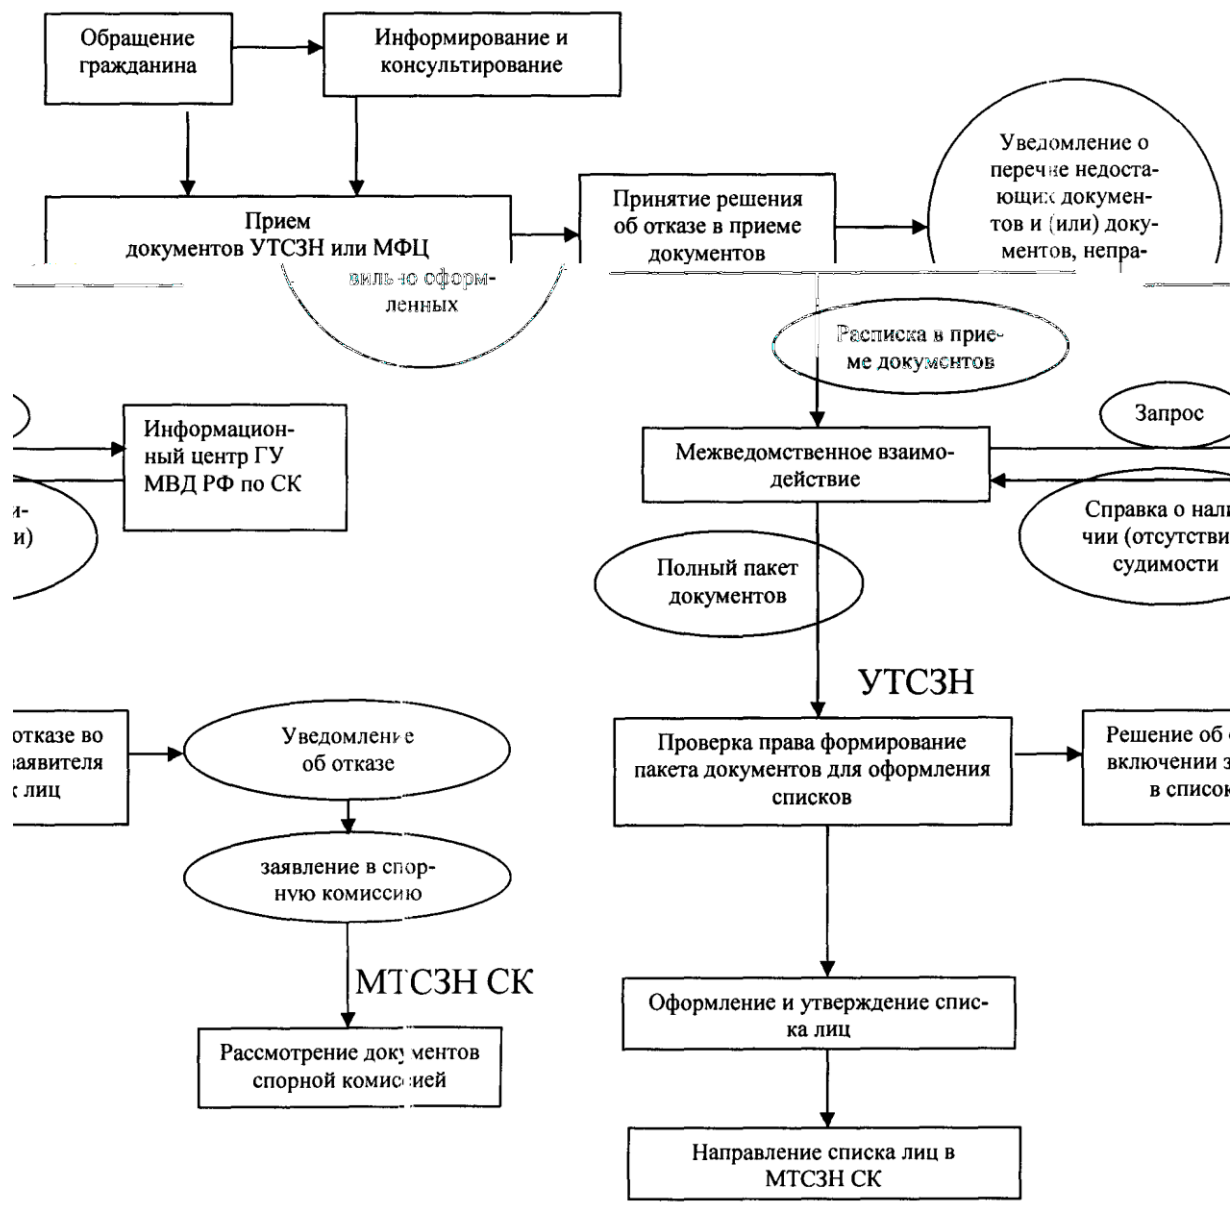 Обращение
гражданина
Информирование и
консультирование
Прием
документов УТСЗН или МФЦ
Принятие решения
об отказе в приеме
документов
Уведомление о
перечне недоста-
ющих докумен-
тов и (или) доку-
ментов, непра-
вильно оформ-
ленных
Расписка в прие-
ме документов
Информацион-
ный центр ГУ
МВД РФ по СК
Межведомственное взаимо-
действие
Запрос
и-
и)
Справка о нали
чии (отсутстви
судимости
Полный пакет
документов
УТСЗН
отказе во
заявителя
к лиц
Уведомление
об отказе
Проверка права формирование
пакета документов для оформления
списков
Решение об
включении з
в список
заявление в спор-
ную комиссию
МТСЗН СК
Рассмотрение документов
спорной комиссией
Оформление и утверждение спис-
ка лиц
Направление списка лиц в
МТСЗН СК